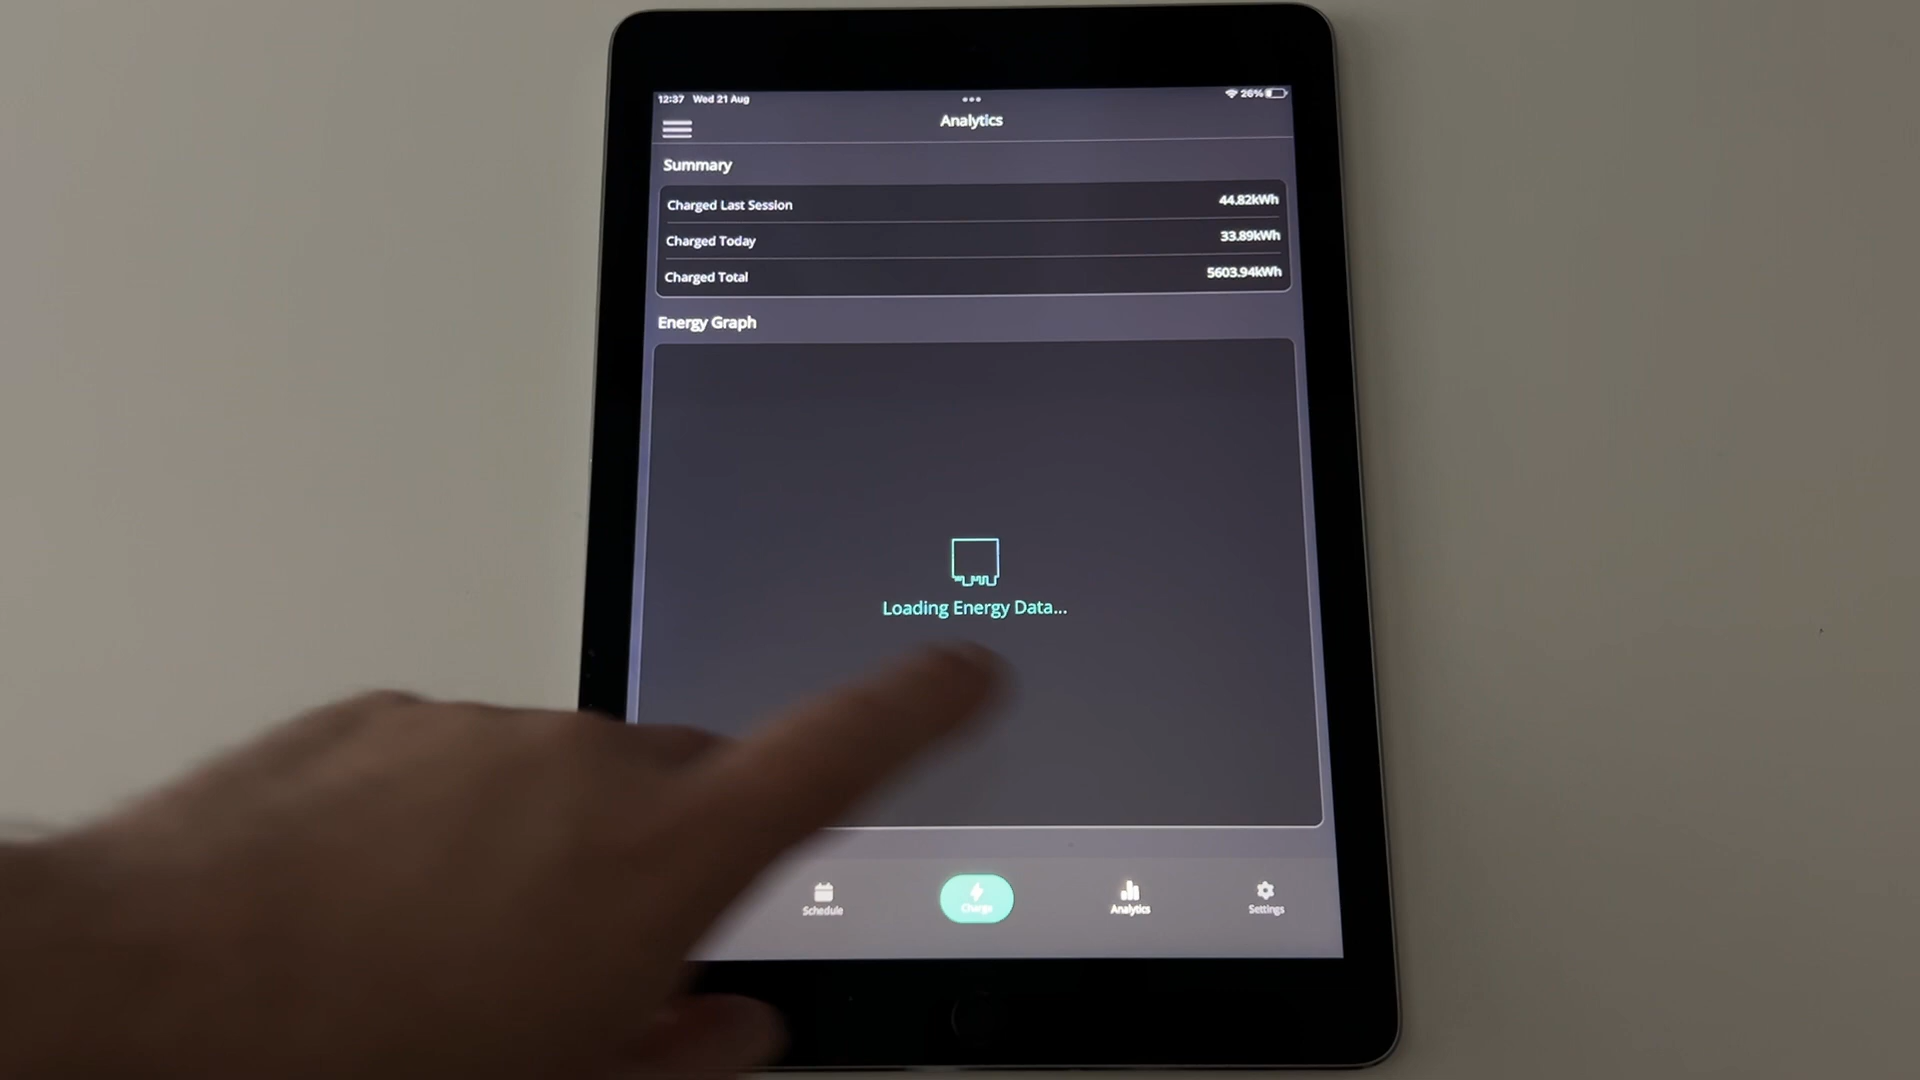 12:37 Wed 21 Aug
26%
Analytics
Summary
Charged Last Session 44.82kWh
Charged Today 33.89kWh
Charged Total 5603.94kWh
Energy Graph
Loading Energy Data...
Schedule
Charge
Analytics
Settings